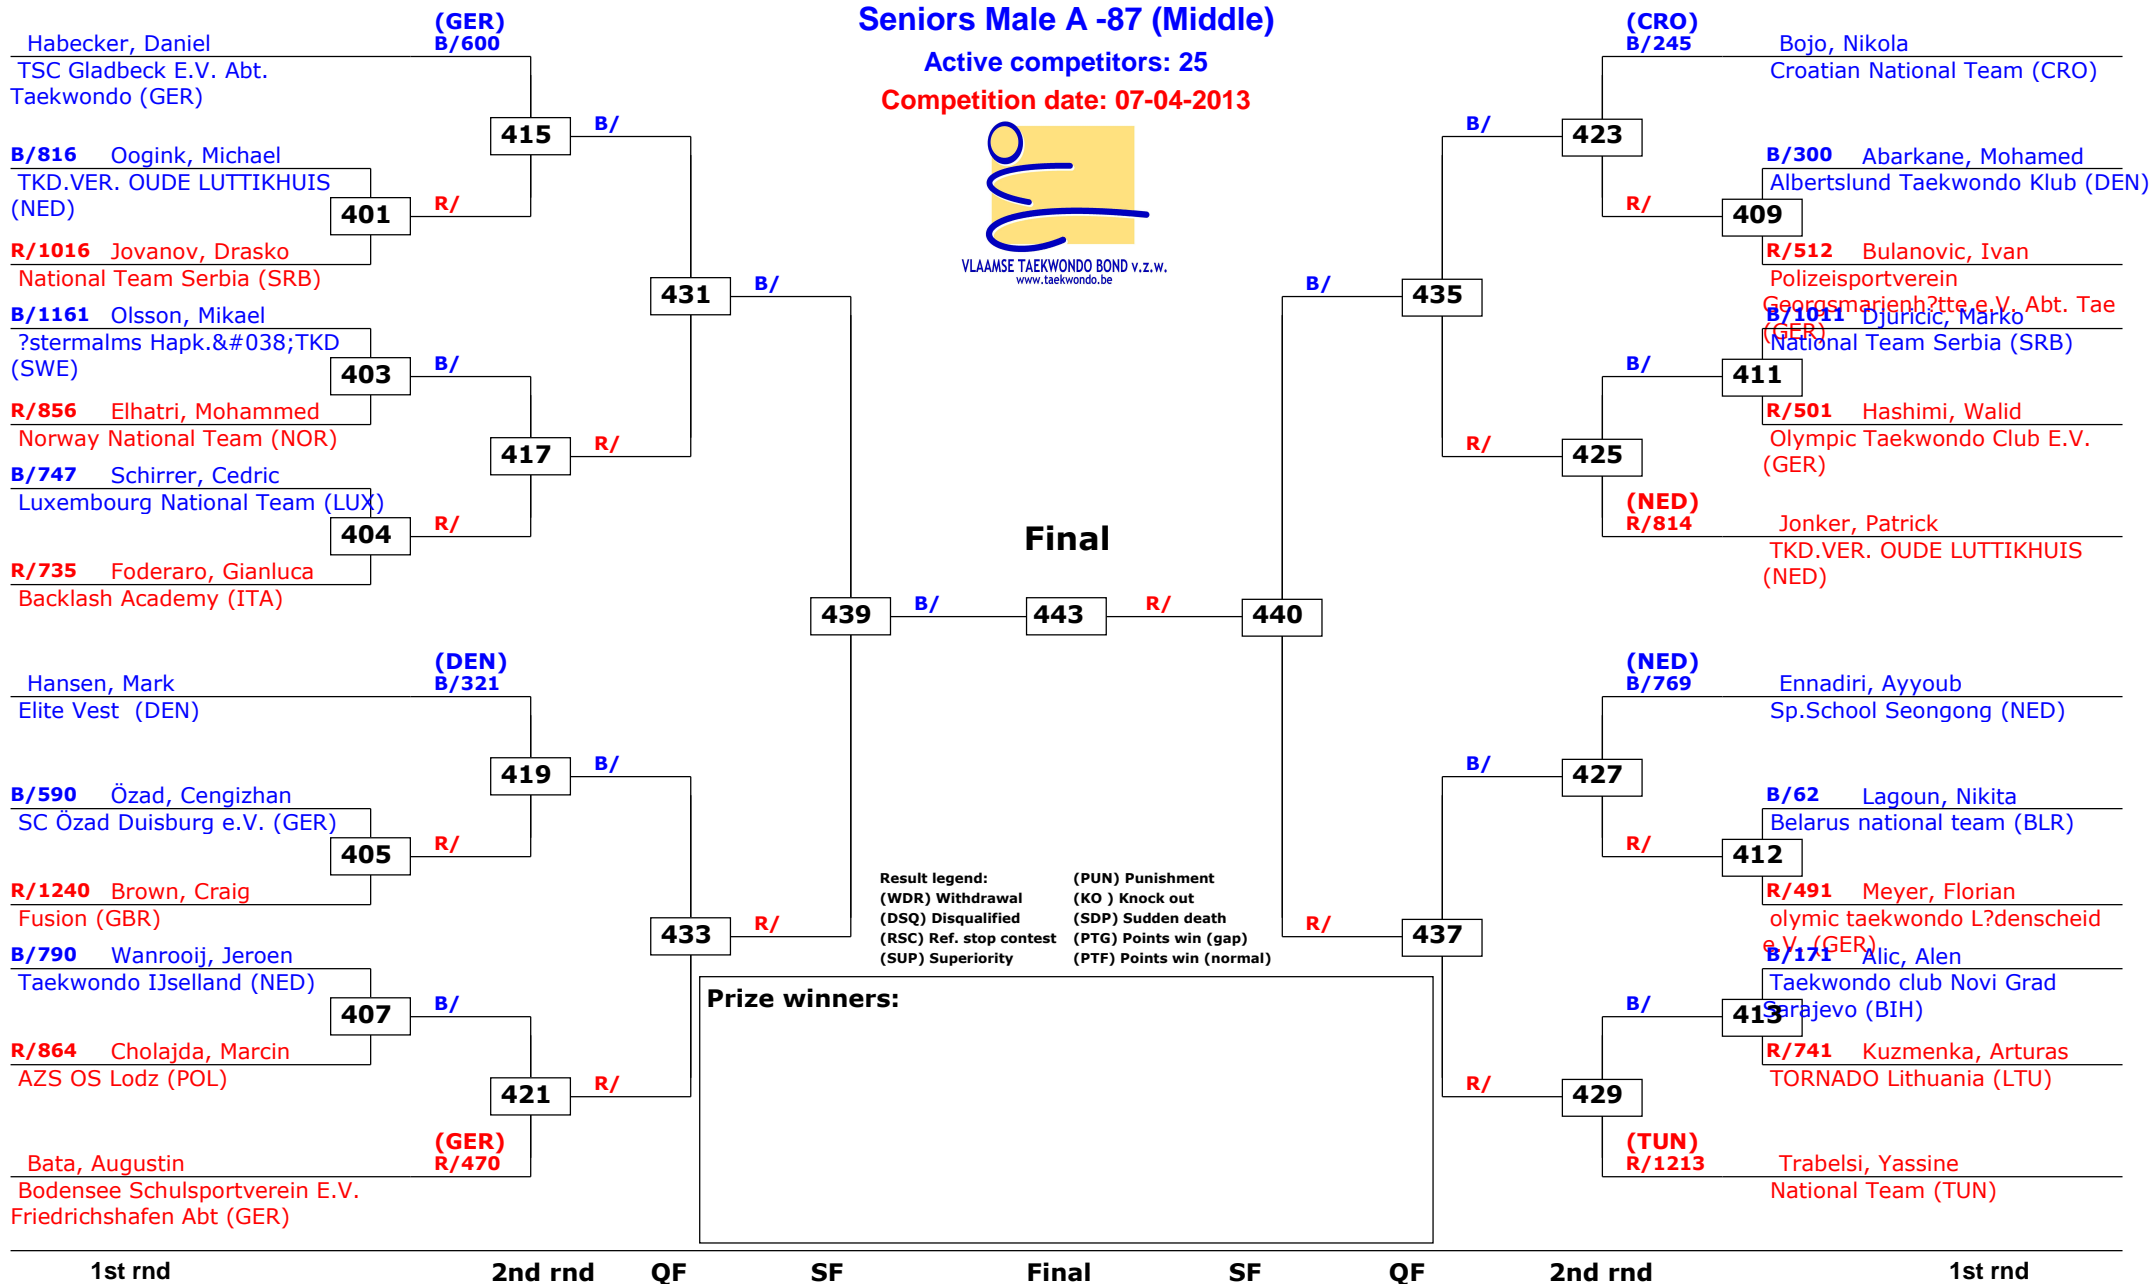 Seniors Male A -87 (Middle)
Active competitors: 25
Competition date: 07-04-2013
VLAAMSE TAEKWONDO BOND v.z.w.
www.taekwondo.be
(GER)
Habecker, Daniel B/600
TSC Gladbeck E.V. Abt.
Taekwondo (GER)
415 B/
B/816 Oogink, Michael
TKD.VER. OUDE LUTTIKHUIS
(NED)
401 R/
R/1016 Jovanov, Drasko
National Team Serbia (SRB)
431 B/
B/1161 Olsson, Mikael
?stermalms Hapk.&#038;TKD
(SWE)
403 B/
R/856 Elhatri, Mohammed
Norway National Team (NOR)
417 R/
B/747 Schirrer, Cedric
Luxembourg National Team (LUX)
404 R/
R/735 Foderaro, Gianluca
Backlash Academy (ITA)
439 B/
(DEN)
Hansen, Mark B/321
Elite Vest (DEN)
419 B/
B/590 Özad, Cengizhan
SC Özad Duisburg e.V. (GER)
405 R/
R/1240 Brown, Craig
Fusion (GBR)
433 R/
B/790 Wanrooij, Jeroen
Taekwondo IJselland (NED)
407 B/
R/864 Cholajda, Marcin
AZS OS Lodz (POL)
421 R/
(GER)
Bata, Augustin R/470
Bodensee Schulsportverein E.V.
Friedrichshafen Abt (GER)
Final
443
(CRO)
B/245 Bojo, Nikola
Croatian National Team (CRO)
B/ 423
B/300 Abarkane, Mohamed
Albertslund Taekwondo Klub (DEN)
R/ 409
R/512 Bulanovic, Ivan
Polizeisportverein
Georgsmarienh?tte e.V. Abt. Tae
(GER)
B/ 435
B/1011 Djuricic, Marko
National Team Serbia (SRB)
B/ 411
R/501 Hashimi, Walid
Olympic Taekwondo Club E.V.
(GER)
R/ 425
(NED)
R/814 Jonker, Patrick
TKD.VER. OUDE LUTTIKHUIS
(NED)
R/ 440
(NED)
B/769 Ennadiri, Ayyoub
Sp.School Seongong (NED)
B/ 427
B/62 Lagoun, Nikita
Belarus national team (BLR)
R/ 412
R/491 Meyer, Florian
olymic taekwondo L?denscheid
e.V. (GER)
R/ 437
B/171 Alic, Alen
Taekwondo club Novi Grad
Sarajevo (BIH)
B/ 413
R/741 Kuzmenka, Arturas
TORNADO Lithuania (LTU)
R/ 429
(TUN)
R/1213 Trabelsi, Yassine
National Team (TUN)
Result legend: (PUN) Punishment
(WDR) Withdrawal (KO ) Knock out
(DSQ) Disqualified (SDP) Sudden death
(RSC) Ref. stop contest (PTG) Points win (gap)
(SUP) Superiority (PTF) Points win (normal)
Prize winners:
1st rnd 2nd rnd QF SF Final SF QF 2nd rnd 1st rnd